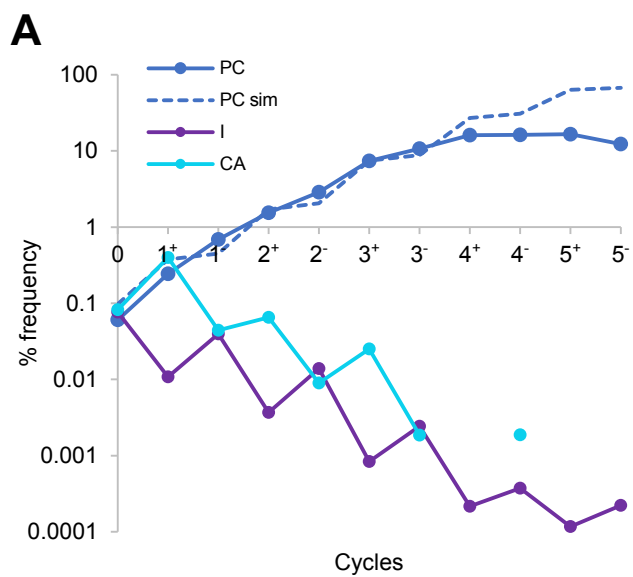 A
100
10
1
0.1
0.01
0.001
0.0001
% frequency
PC
PC sim
I
CA
0 1⁺ 1⁻ 2⁺ 2⁻ 3⁺ 3⁻ 4⁺ 4⁻ 5⁺ 5⁻
Cycles